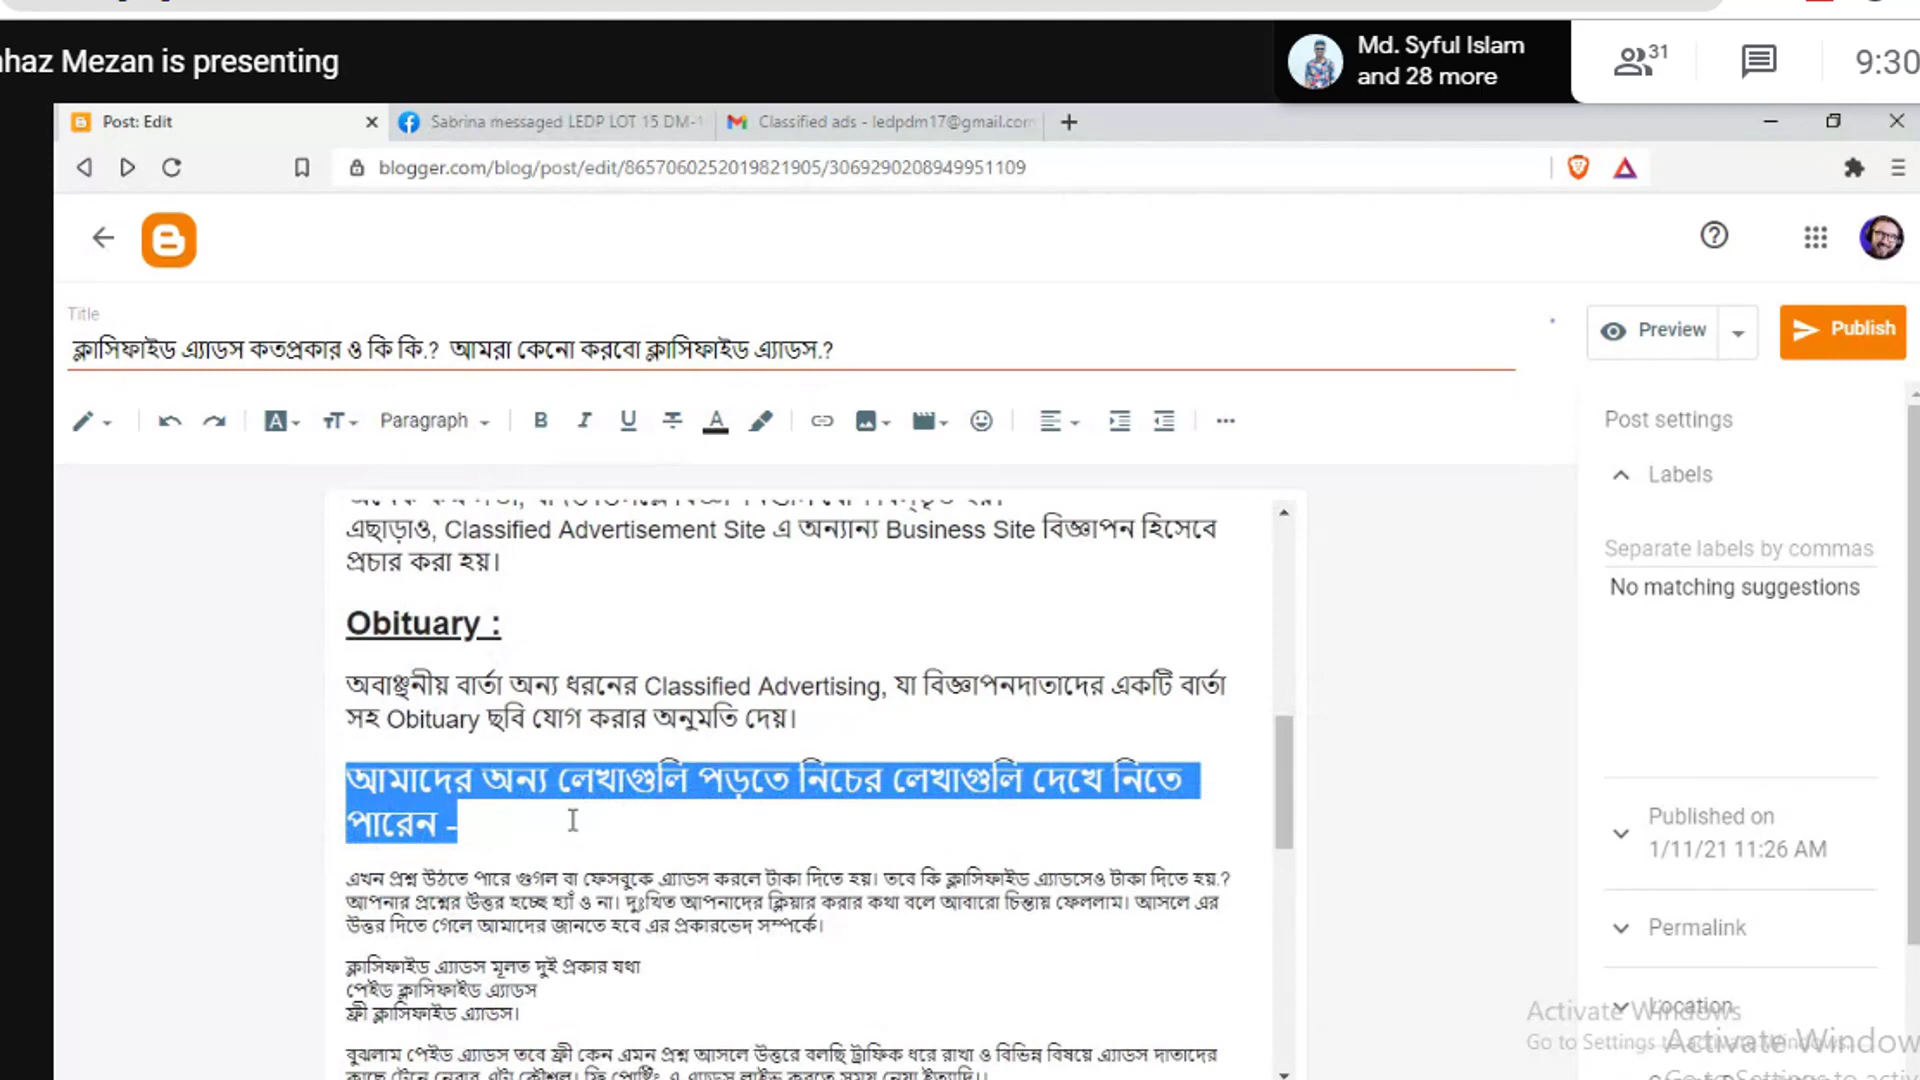 haz Mezan is presenting
Md. Syful Islam
and 28 more
31
9:30
Post: Edit
Sabrina messaged LEDP LOT 15 DM-1
Classified ads - ledpdm17@gmail.com
blogger.com/blog/post/edit/8657060252019821905/3069290208949951109
Title
ক্লাসিফাইড এ্যাডস কতপ্রকার ও কি কি.? আমরা কেনো করবো ক্লাসিফাইড এ্যাডস.?
Preview
Publish
Paragraph
Post settings
Labels
Separate labels by commas
No matching suggestions
এছাড়াও, Classified Advertisement Site এ অন্যান্য Business Site বিজ্ঞাপন হিসেবে
প্রচার করা হয়।
Obituary :
অবাঞ্ছনীয় বার্তা অন্য ধরনের Classified Advertising, যা বিজ্ঞাপনদাতাদের একটি বার্তা
সহ Obituary ছবি যোগ করার অনুমতি দেয়।
আমাদের অন্য লেখাগুলি পড়তে নিচের লেখাগুলি দেখে নিতে
পারেন -
এখন প্রশ্ন উঠতে পারে গুগল বা ফেসবুকে এ্যাডস করলে টাকা দিতে হয়। তবে কি ক্লাসিফাইড এ্যাডসেও টাকা দিতে হয়.?
আপনার প্রশ্নের উত্তর হচ্ছে হ্যাঁ ও না। দুঃখিত আপনাদের ক্লিয়ার করার কথা বলে আবারো চিন্তায় ফেললাম। আসলে এর
উত্তর দিতে গেলে আমাদের জানতে হবে এর প্রকারভেদ সম্পর্কে।
ক্লাসিফাইড এ্যাডস মূলত দুই প্রকার যথা
পেইড ক্লাসিফাইড এ্যাডস
ফ্রী ক্লাসিফাইড এ্যাডস।
বুঝলাম পেইড এ্যাডস তবে ফ্রী কেন এমন প্রশ্ন আসলে উত্তরে বলছি ট্রাফিক ধরে রাখা ও বিভিন্ন বিষয়ে এ্যাডস দাতাদের
Published on
1/11/21 11:26 AM
Permalink
Location
Activate Windows
Go to Settings to activate Windows.
Activate Window
Go to Settings to activ